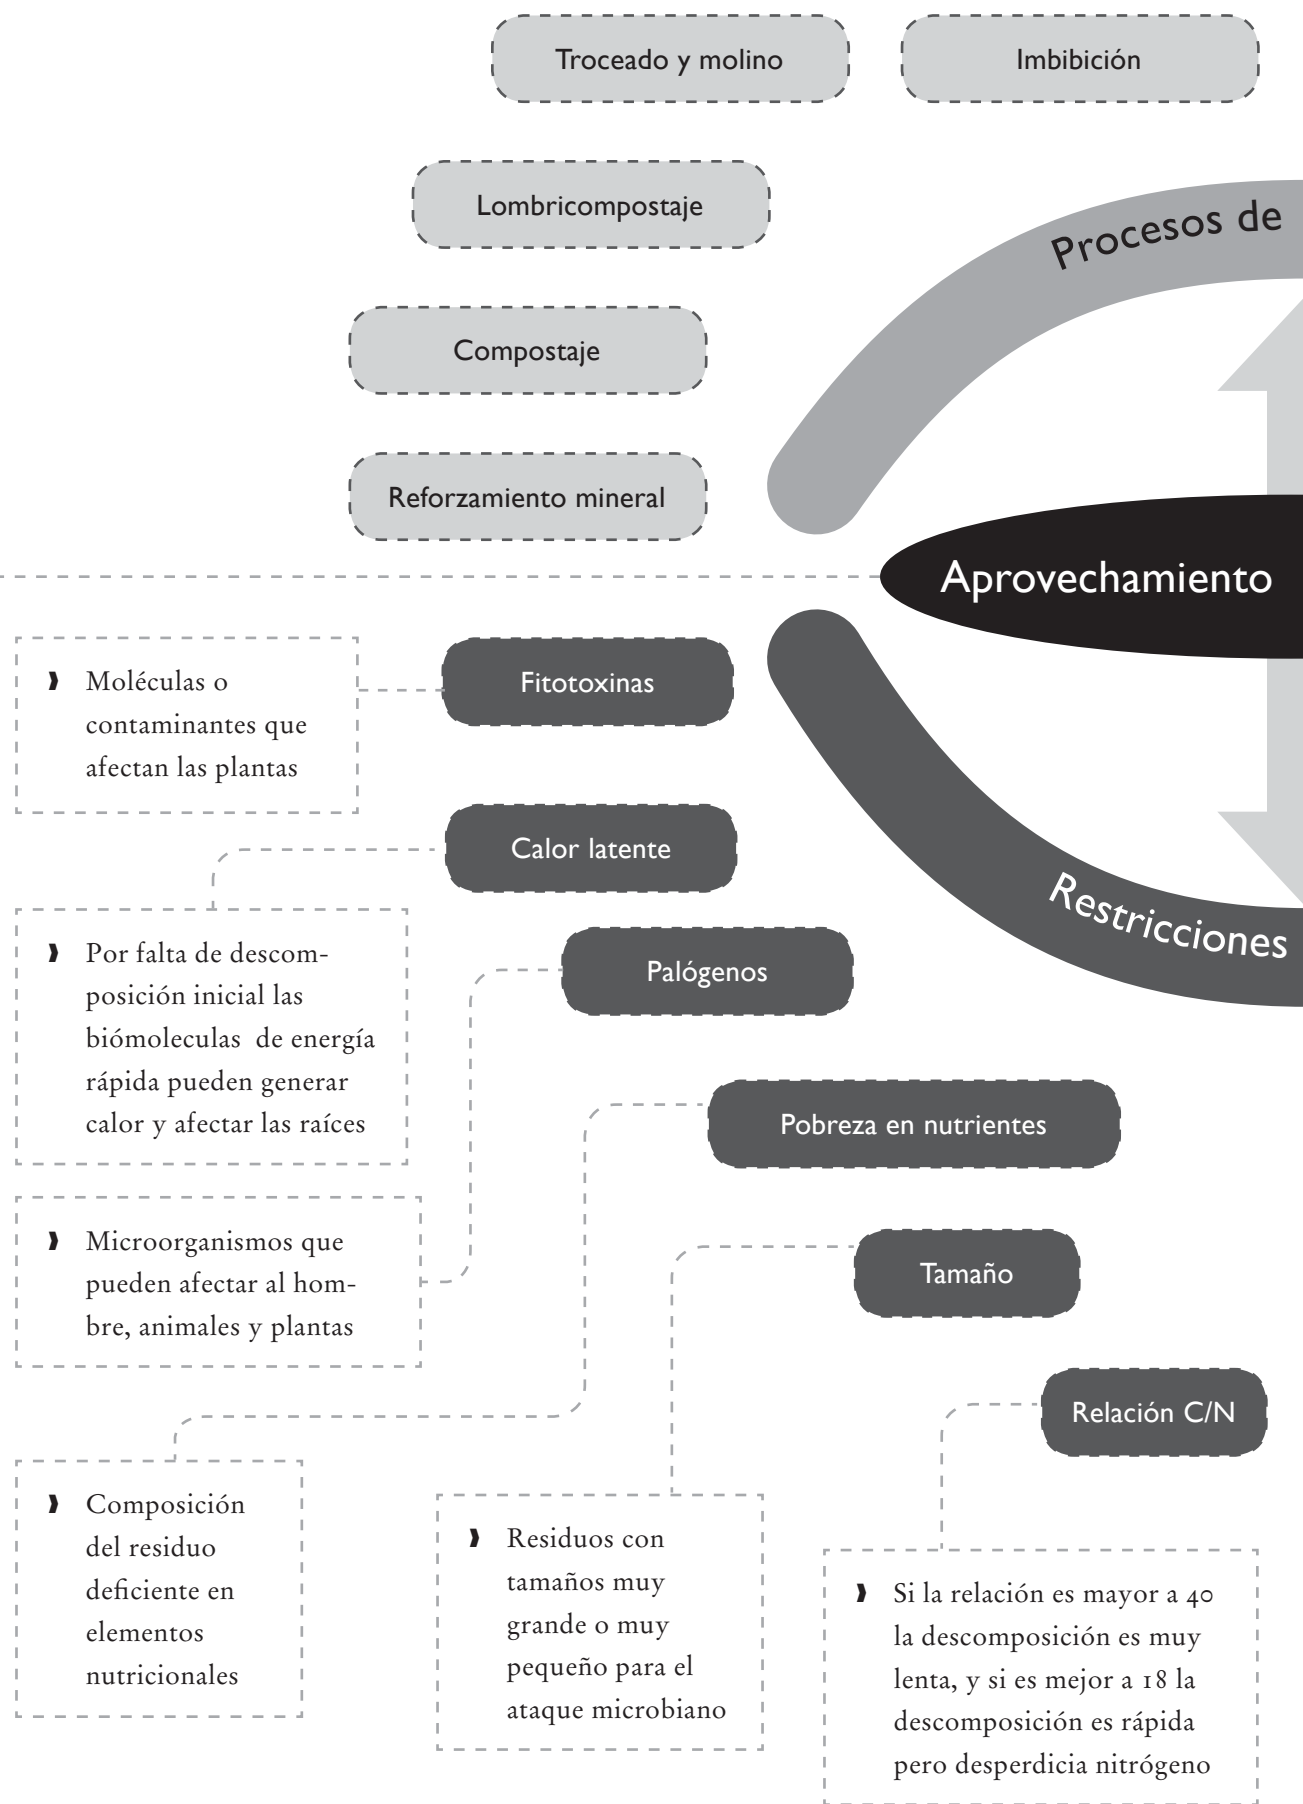 Troceado y molino
Imbibición
Lombricompostaje
Procesos de
Compostaje
Reforzamiento mineral
Aprovechamiento
❱ Moléculas o
contaminantes que
afectan las plantas
Fitotoxinas
Calor latente
❱ Por falta de descom-
posición inicial las
biómoleculas de energía
rápida pueden generar
calor y afectar las raíces
Restricciones
Palógenos
Pobreza en nutrientes
❱ Microorganismos que
pueden afectar al hom-
bre, animales y plantas
Tamaño
Relación C/N
❱ Composición
del residuo
deficiente en
elementos
nutricionales
❱ Residuos con
tamaños muy
grande o muy
pequeño para el
ataque microbiano
❱ Si la relación es mayor a 40
la descomposición es muy
lenta, y si es mejor a 18 la
descomposición es rápida
pero desperdicia nitrógeno